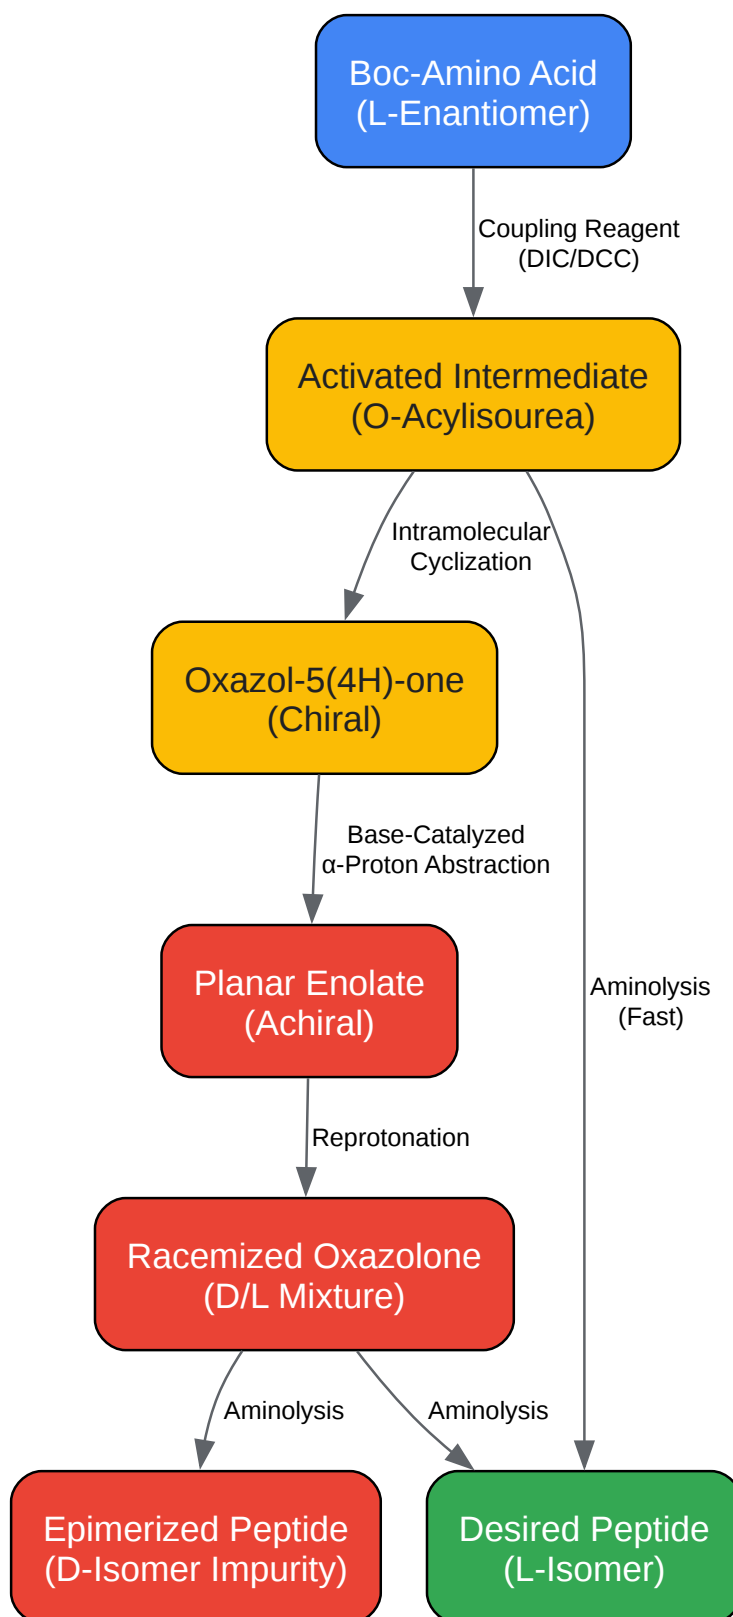 Boc-Amino Acid
(L-Enantiomer)
Coupling Reagent
(DIC/DCC)
Activated Intermediate
(O-Acylisourea)
Intramolecular
Cyclization
Oxazol-5(4H)-one
(Chiral)
Base-Catalyzed
α-Proton Abstraction
Planar Enolate
(Achiral)
Aminolysis
(Fast)
Reprotonation
Racemized Oxazolone
(D/L Mixture)
Aminolysis
Aminolysis
Epimerized Peptide
(D-Isomer Impurity)
Desired Peptide
(L-Isomer)